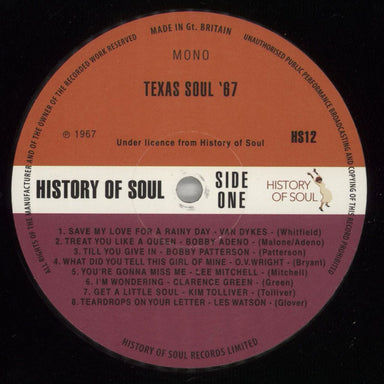 MADE IN Gt. BRITAIN
ALL RIGHTS OF THE MANUFACTURER AND OF THE OWNER OF THE RECORDED WORK RESERVED
UNAUTHORISED PUBLIC PERFORMANCE BROADCASTING AND COPYING OF THIS RECORD PROHIBITED
MONO
TEXAS SOUL '67
℗ 1967
Under licence from History of Soul
HS12
HISTORY OF SOUL
SIDE ONE
HISTORY
OF SOUL
1. SAVE MY LOVE FOR A RAINY DAY - VAN DYKES - (Whitfield)
2. TREAT YOU LIKE A QUEEN - BOBBY ADENO - (Malone/Adeno)
3. TILL YOU GIVE IN - BOBBY PATTERSON - (Patterson)
4. WHAT DID YOU TELL THIS GIRL OF MINE - O.V.WRIGHT - (Bryant)
5. YOU'RE GONNA MISS ME - LEE MITCHELL - (Mitchell)
6. I'M WONDERING - CLARENCE GREEN - (Green)
7. GET A LITTLE SOUL - KIM TOLLIVER - (Tolliver)
8. TEARDROPS ON YOUR LETTER - LES WATSON - (Glover)
HISTORY OF SOUL RECORDS LIMITED